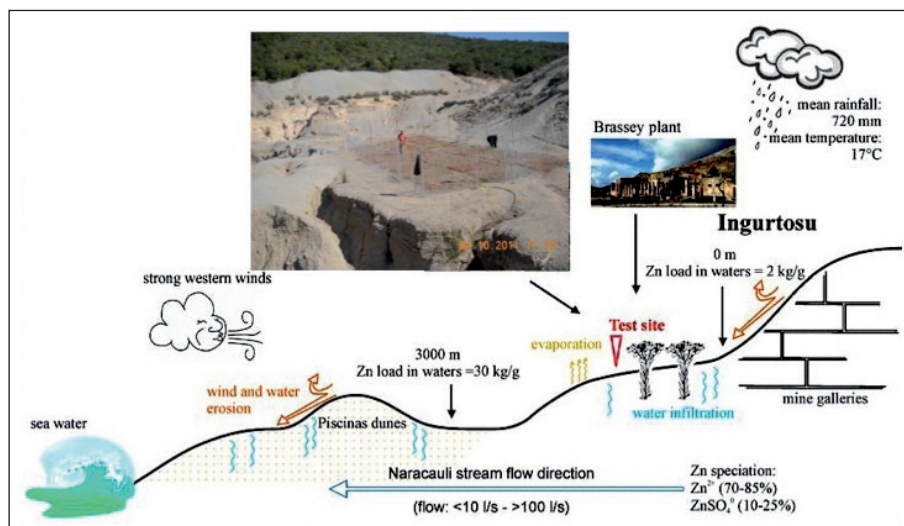 mean rainfall:
720 mm
mean temperature:
17°C
Brassey plant
Ingurtosu
0 m
Zn load in waters = 2 kg/g
strong western winds
Test site
evaporation
3000 m
Zn load in waters =30 kg/g
wind and water
erosion
water infiltration
mine galleries
sea water
Piscinas dunes
Naracauli stream flow direction
(flow: <10 l/s - >100 l/s)
Zn speciation:
Zn²⁺ (70-85%)
ZnSO₄⁰ (10-25%)